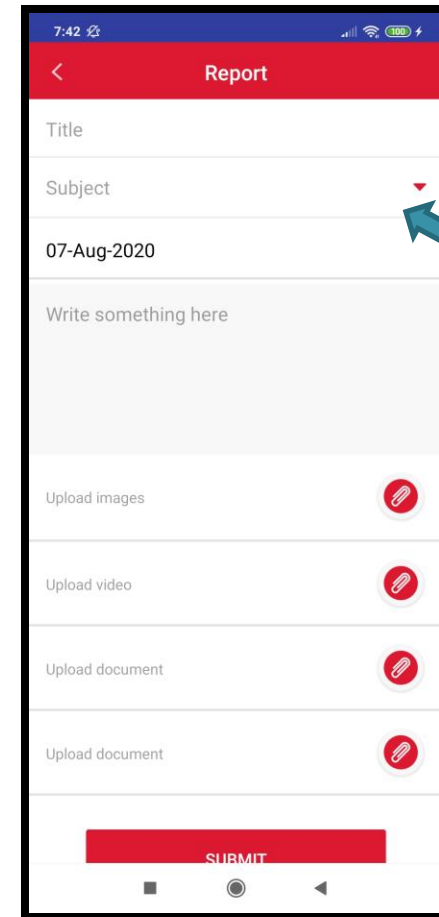 7:42
100
Report
Title
Subject
07-Aug-2020
Write something here
Upload images
Upload video
Upload document
Upload document
SUBMIT